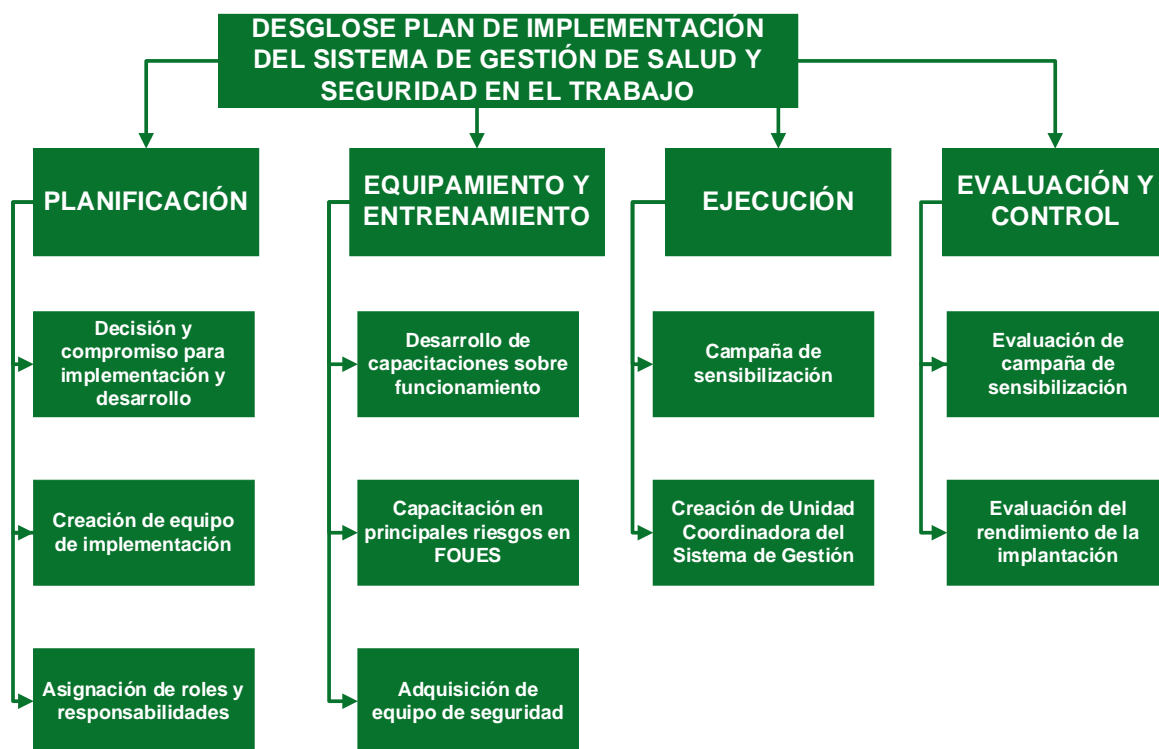 DESGLOSE PLAN DE IMPLEMENTACIÓN
DEL SISTEMA DE GESTIÓN DE SALUD Y
SEGURIDAD EN EL TRABAJO
PLANIFICACIÓN
EQUIPAMIENTO Y
ENTRENAMIENTO
EJECUCIÓN
EVALUACIÓN Y
CONTROL
Decisión y
compromiso para
implementación y
desarrollo
Desarrollo de
capacitaciones sobre
funcionamiento
Campaña de
sensibilización
Evaluación de
campaña de
sensibilización
Creación de equipo
de implementación
Capacitación en
principales riesgos en
FOUES
Creación de Unidad
Coordinadora del
Sistema de Gestión
Evaluación del
rendimiento de la
implantación
Asignación de roles y
responsabilidades
Adquisición de
equipo de seguridad